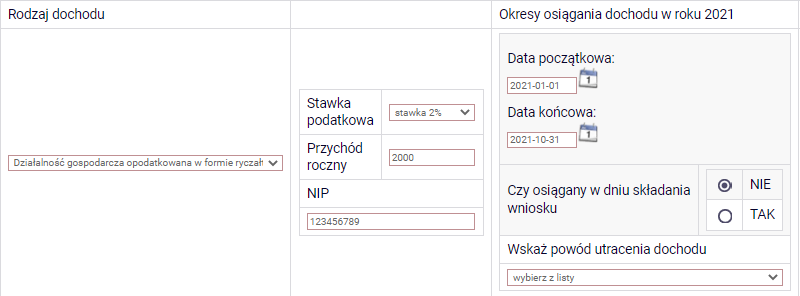 Rodzaj dochodu
Okresy osiągania dochodu w roku 2021
Działalność gospodarcza opodatkowana w formie ryczałt
Stawka
podatkowa
stawka 2%
Przychód
roczny
2000
NIP
123456789
Data początkowa:
2021-01-01
1
Data końcowa:
2021-10-31
1
Czy osiągany w dniu składania
wniosku
NIE
TAK
Wskaż powód utracenia dochodu
wybierz z listy